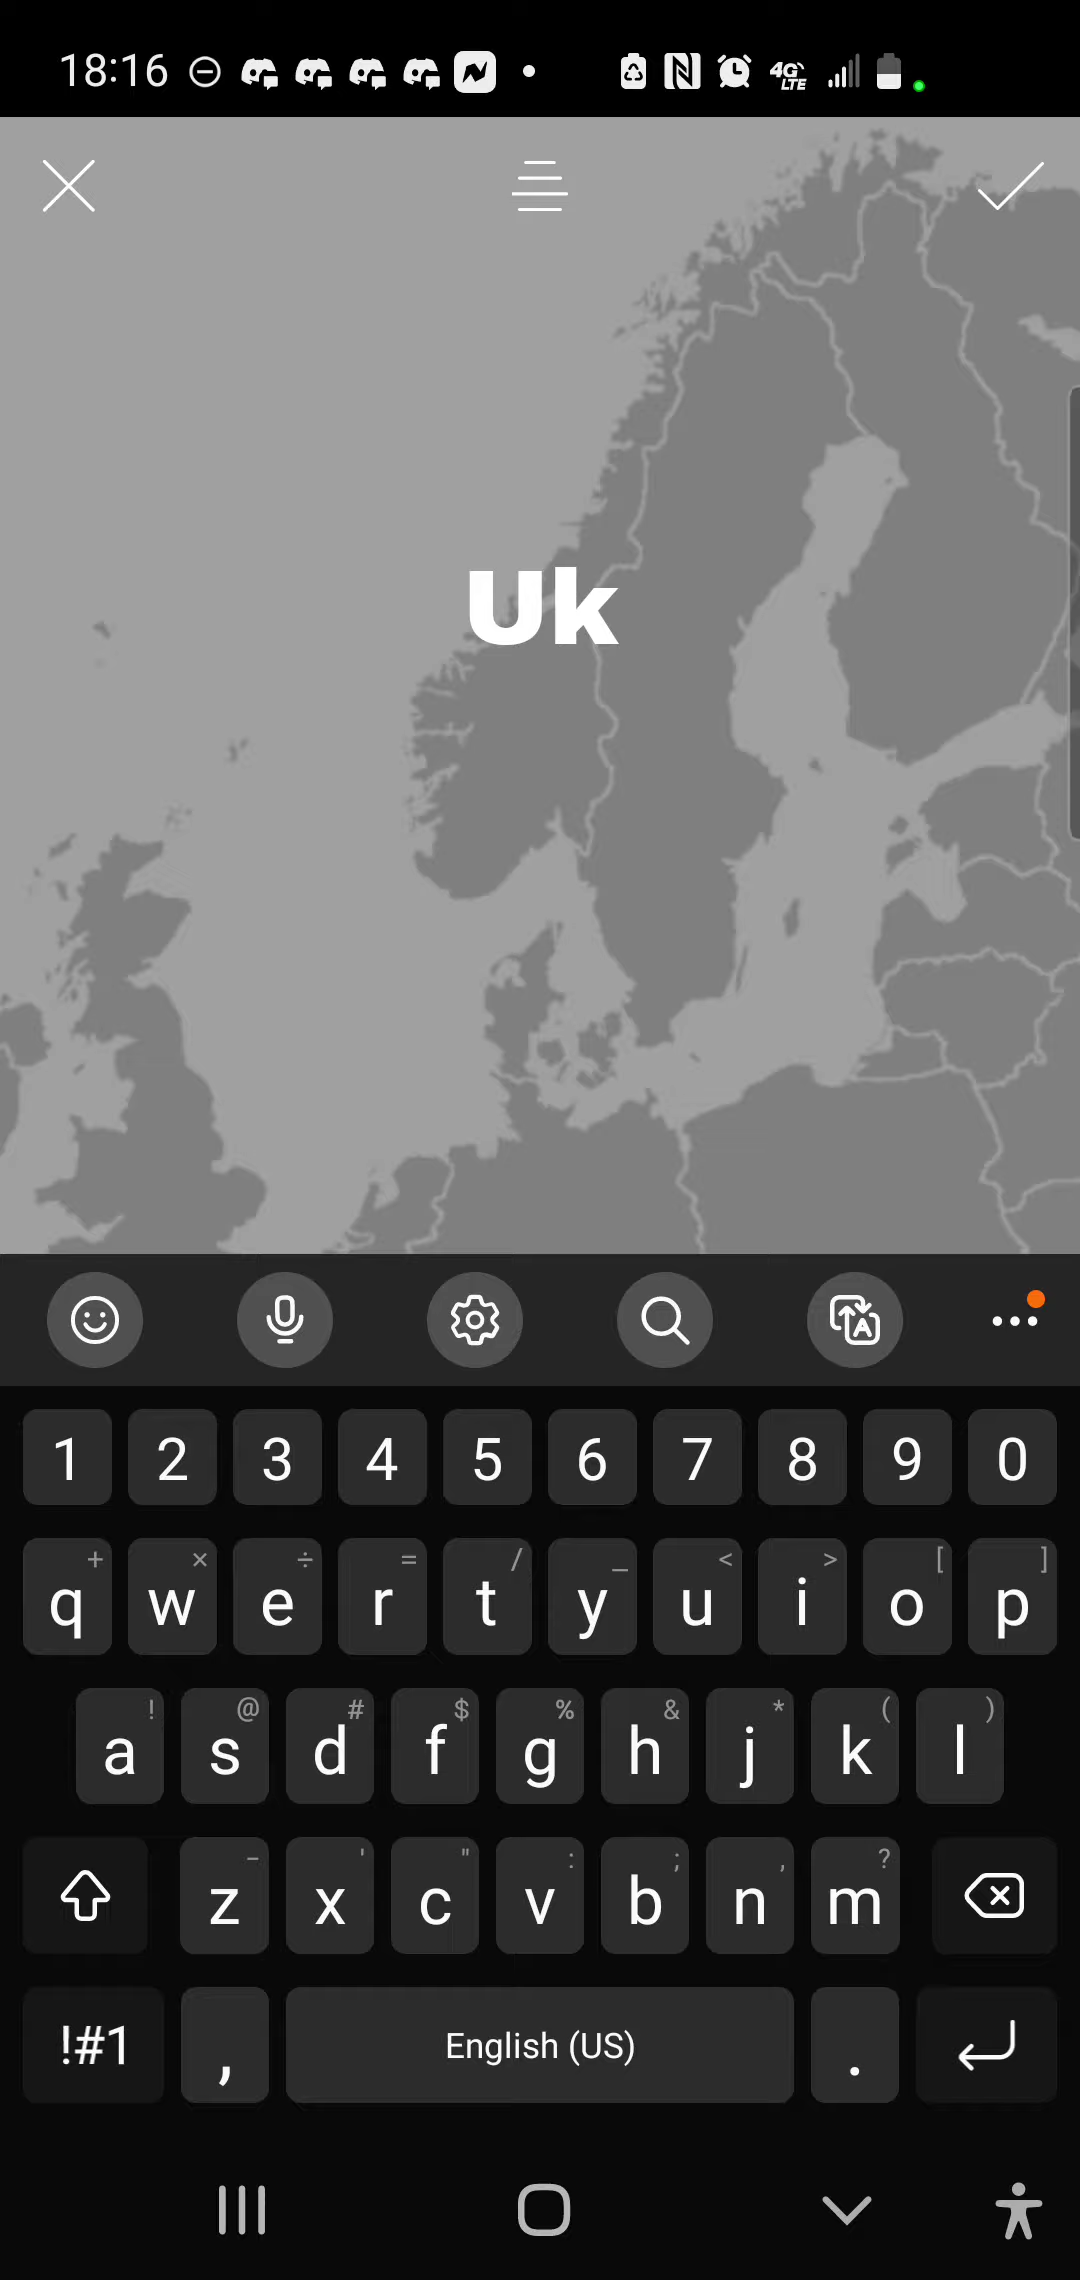 18:16
4G
LTE
Uk
1 2 3 4 5 6 7 8 9 0
+ × ÷ = / _ < > [ ]
q w e r t y u i o p
! @ # $ % & * ( )
a s d f g h j k l
- ' " : ; , ?
z x c v b n m
!#1 , English (US) .